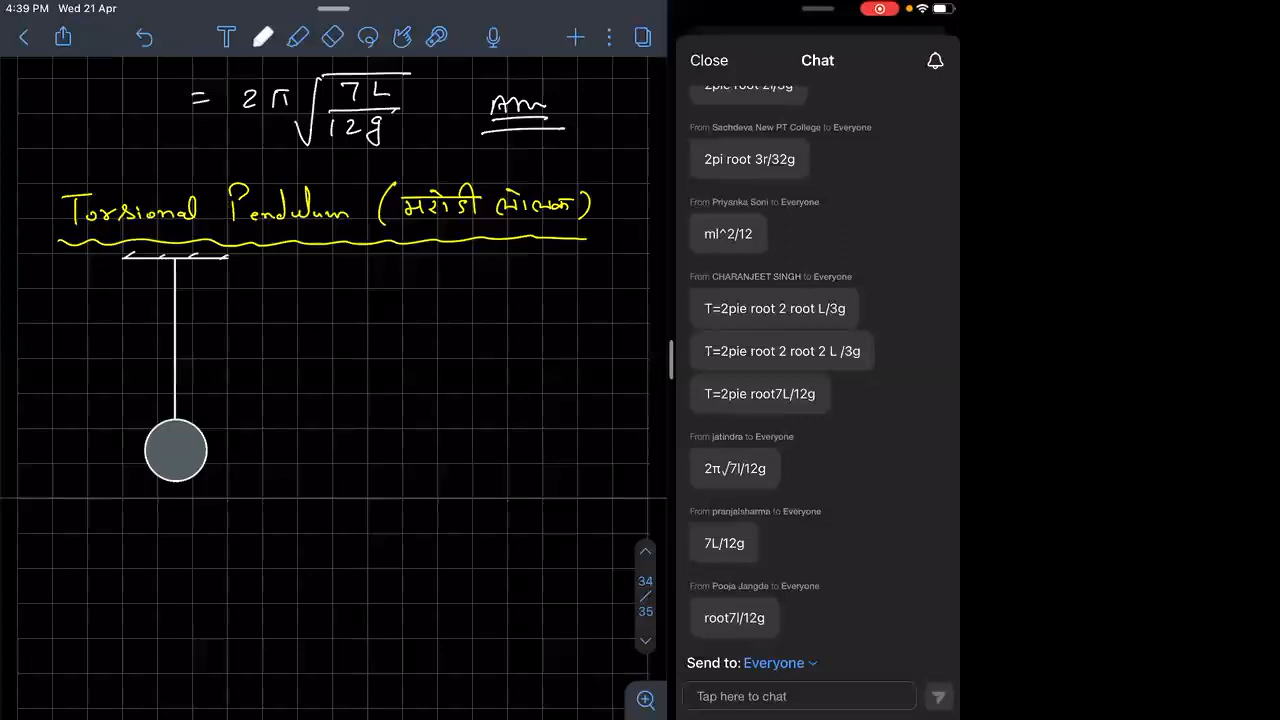 4:39 PM Wed 21 Apr
= 2π √7L/12g Ans
Torsional Pendulum (मरोडी लोलक)
34
35
Close
Chat
2pie root 2l/3g
From Sachdeva New PT College to Everyone
2pi root 3r/32g
From Priyanka Soni to Everyone
ml^2/12
From CHARANJEET SINGH to Everyone
T=2pie root 2 root L/3g
T=2pie root 2 root 2 L /3g
T=2pie root7L/12g
From jatindra to Everyone
2π√7l/12g
From pranjalsharma to Everyone
7L/12g
From Pooja Jangde to Everyone
root7l/12g
Send to: Everyone
Tap here to chat